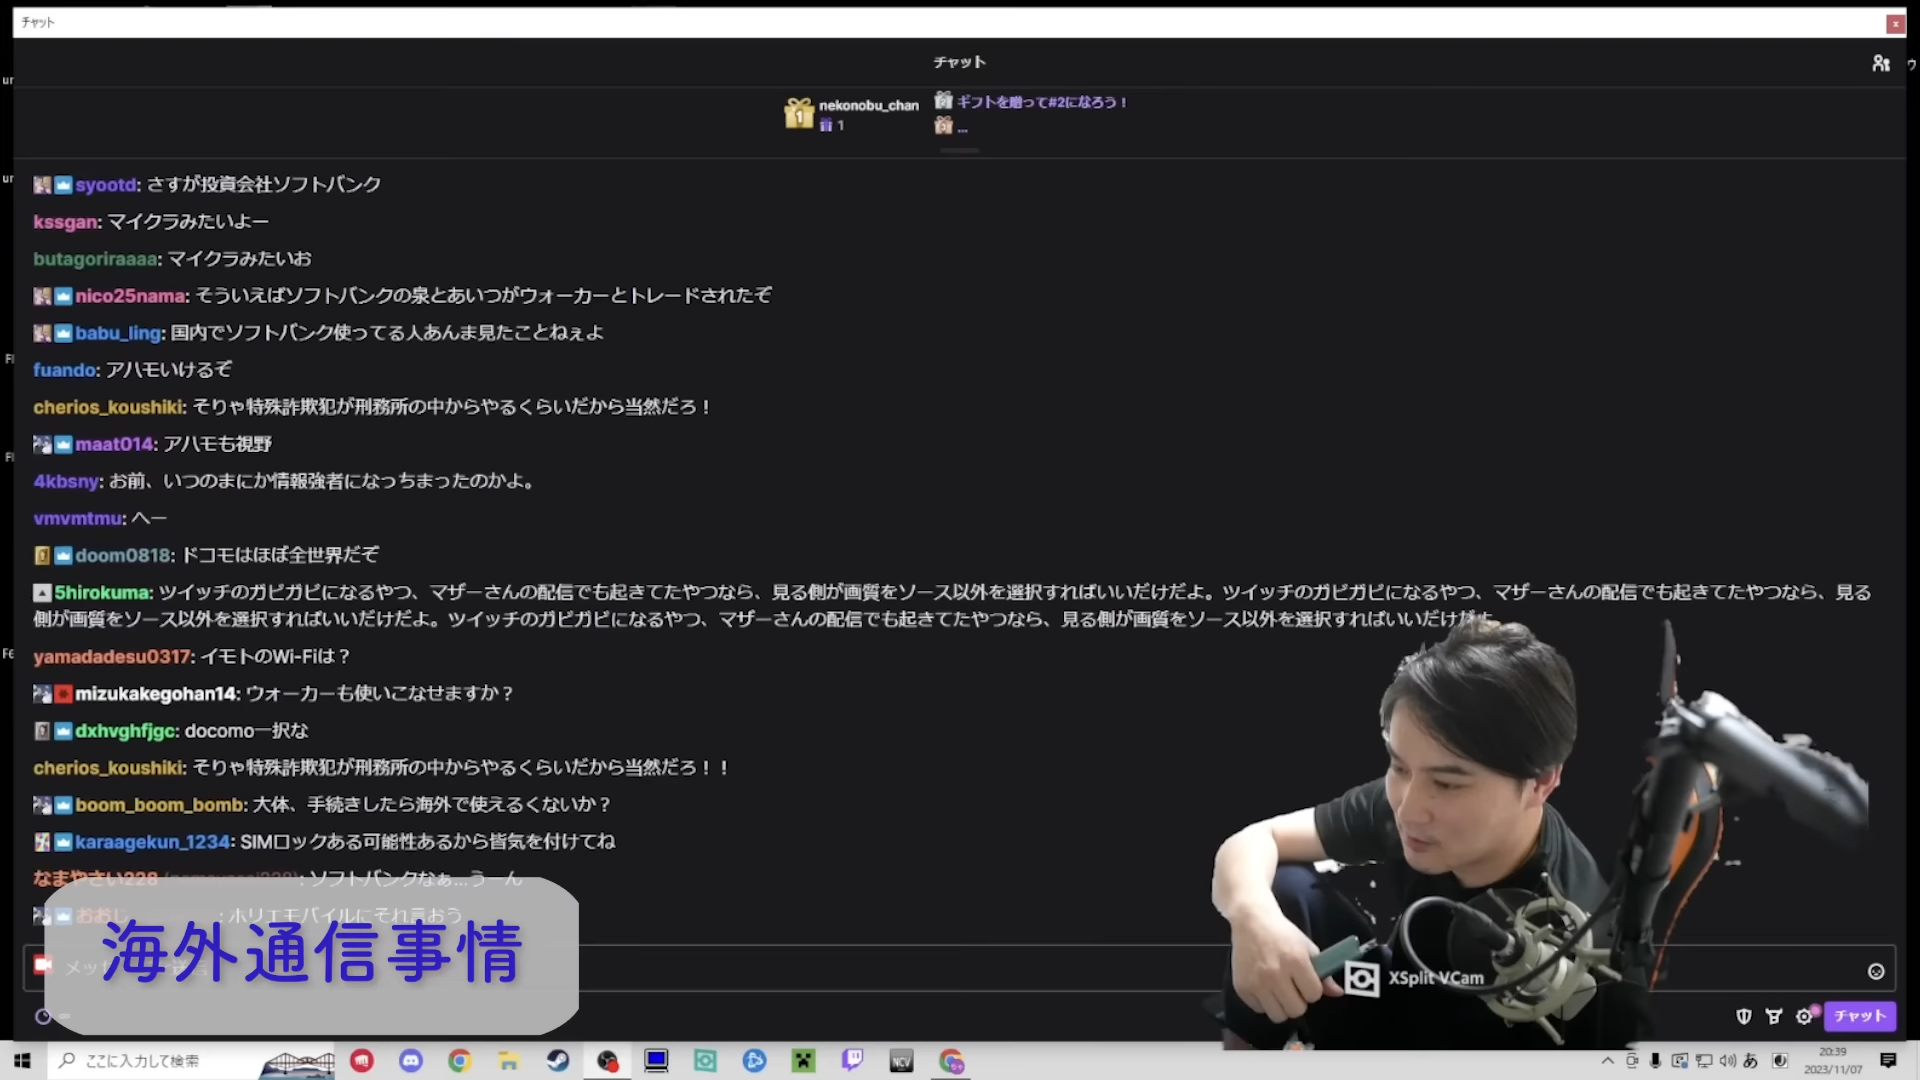 チャット
チャット
nekonobu_chan
1
ギフトを贈って#2になろう！
...
syootd: さすが投資会社ソフトバンク
kssgan: マイクラみたいよー
butagoriraaaa: マイクラみたいお
nico25nama: そういえばソフトバンクの泉とあいつがウォーカーとトレードされたぞ
babu_ling: 国内でソフトバンク使ってる人あんま見たことねぇよ
fuando: アハモいけるぞ
cherios_koushiki: そりゃ特殊詐欺犯が刑務所の中からやるくらいだから当然だろ！
maat014: アハモも視野
4kbsny: お前、いつのまにか情報強者になっちまったのかよ。
vmvmtmu: へー
doom0818: ドコモはほぼ全世界だぞ
5hirokuma: ツイッチのガビガビになるやつ、マザーさんの配信でも起きてたやつなら、見る側が画質をソース以外を選択すればいいだけだよ。ツイッチのガビガビになるやつ、マザーさんの配信でも起きてたやつなら、見る
側が画質をソース以外を選択すればいいだけだよ。ツイッチのガビガビになるやつ、マザーさんの配信でも起きてたやつなら、見る側が画質をソース以外を選択すればいいだけだよ
yamadadesu0317: イモトのWi-Fiは？
mizukakegohan14: ウォーカーも使いこなせますか？
dxhvghfjgc: docomo一択な
cherios_koushiki: そりゃ特殊詐欺犯が刑務所の中からやるくらいだから当然だろ！！
boom_boom_bomb: 大体、手続きしたら海外で使えるくないか？
karaagekun_1234: SIMロックある可能性あるから皆気を付けてね
なまやさい228: ソフトバンクなぁ...うーん
おおじ : ホリエモバイルにそれ言おう
海外通信事情
XSplit VCam
チャット
ここに入力して検索
NCV
あ
20:39
2023/11/07